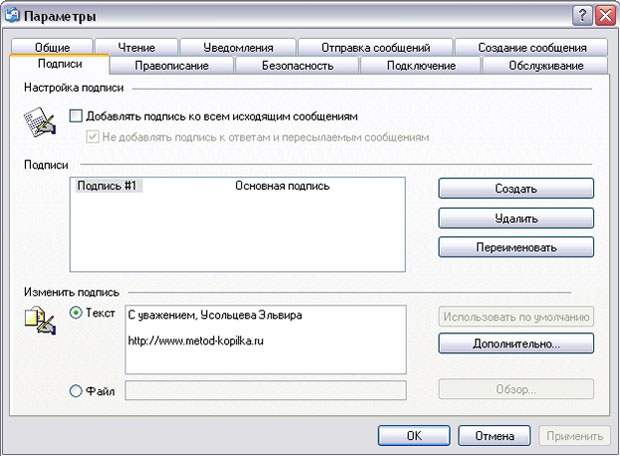 Параметры
Общие Чтение Уведомления Отправка сообщений Создание сообщения
Подписи Правописание Безопасность Подключение Обслуживание
Настройка подписи
Добавлять подпись ко всем исходящим сообщениям
Не добавлять подпись к ответам и пересылаемым сообщениям
Подписи
Подпись #1 Основная подпись
Создать
Удалить
Переименовать
Изменить подпись
Текст
С уважением, Усольцева Эльвира
http://www.metod-kopilka.ru
Использовать по умолчанию
Дополнительно...
Файл
Обзор...
ОК Отмена Применить